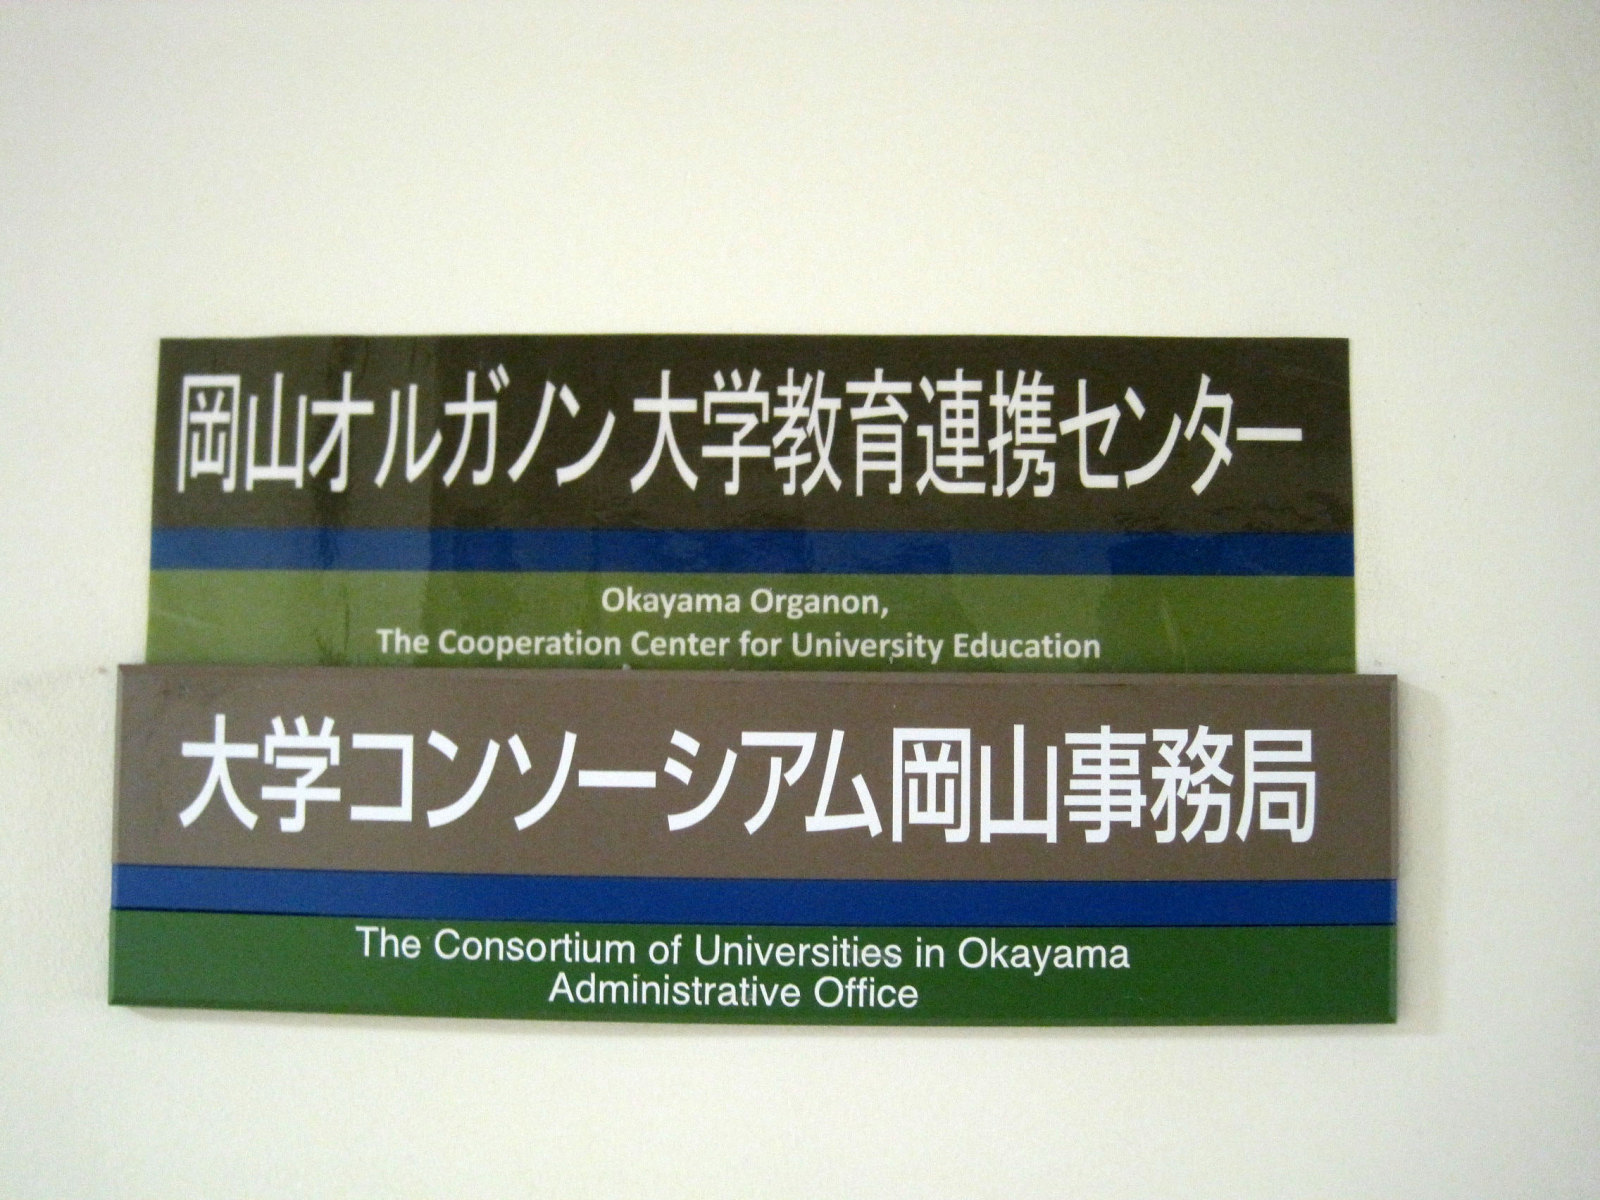 岡山オルガノン 大学教育連携センター
Okayama Organon,
The Cooperation Center for University Education
大学コンソーシアム岡山事務局
The Consortium of Universities in Okayama
Administrative Office